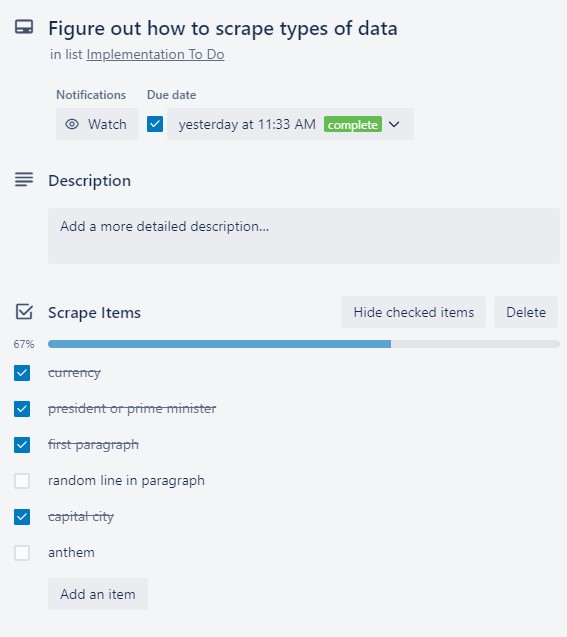 Figure out how to scrape types of data
in list Implementation To Do
Notifications Due date
Watch yesterday at 11:33 AM complete
Description
Add a more detailed description...
Scrape Items Hide checked items Delete
67%
currency
president or prime minister
first paragraph
random line in paragraph
capital city
anthem
Add an item